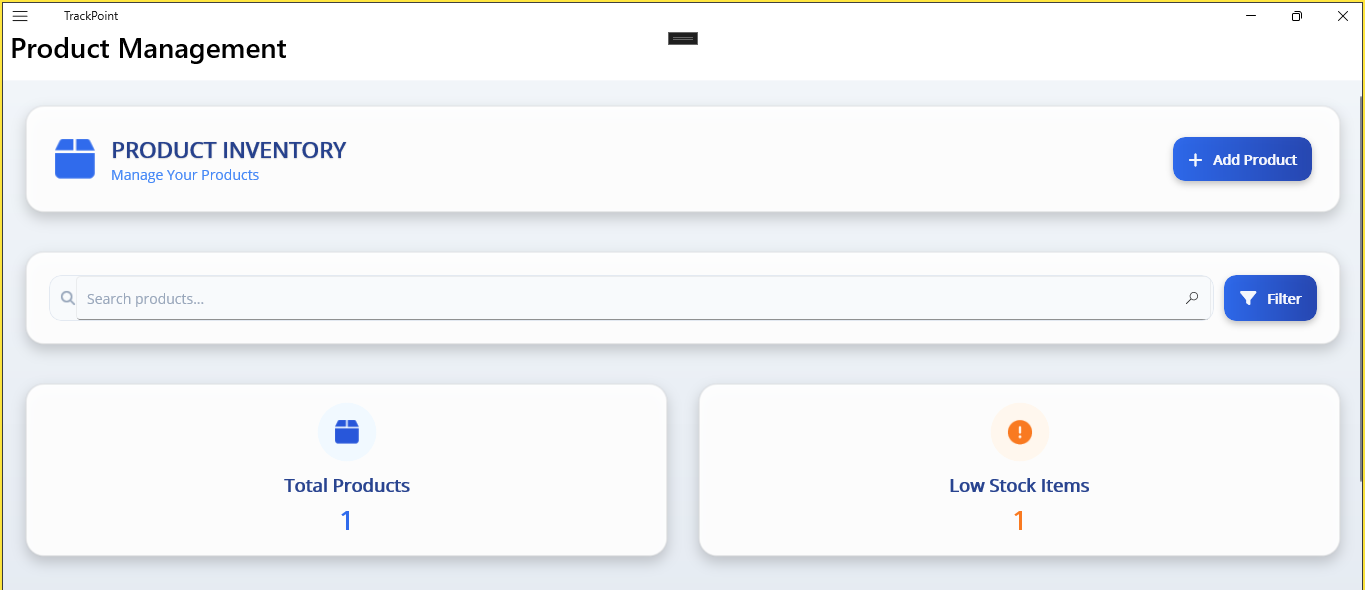 TrackPoint
Product Management
PRODUCT INVENTORY
Manage Your Products
Add Product
Search products...
Filter
Total Products
1
Low Stock Items
1